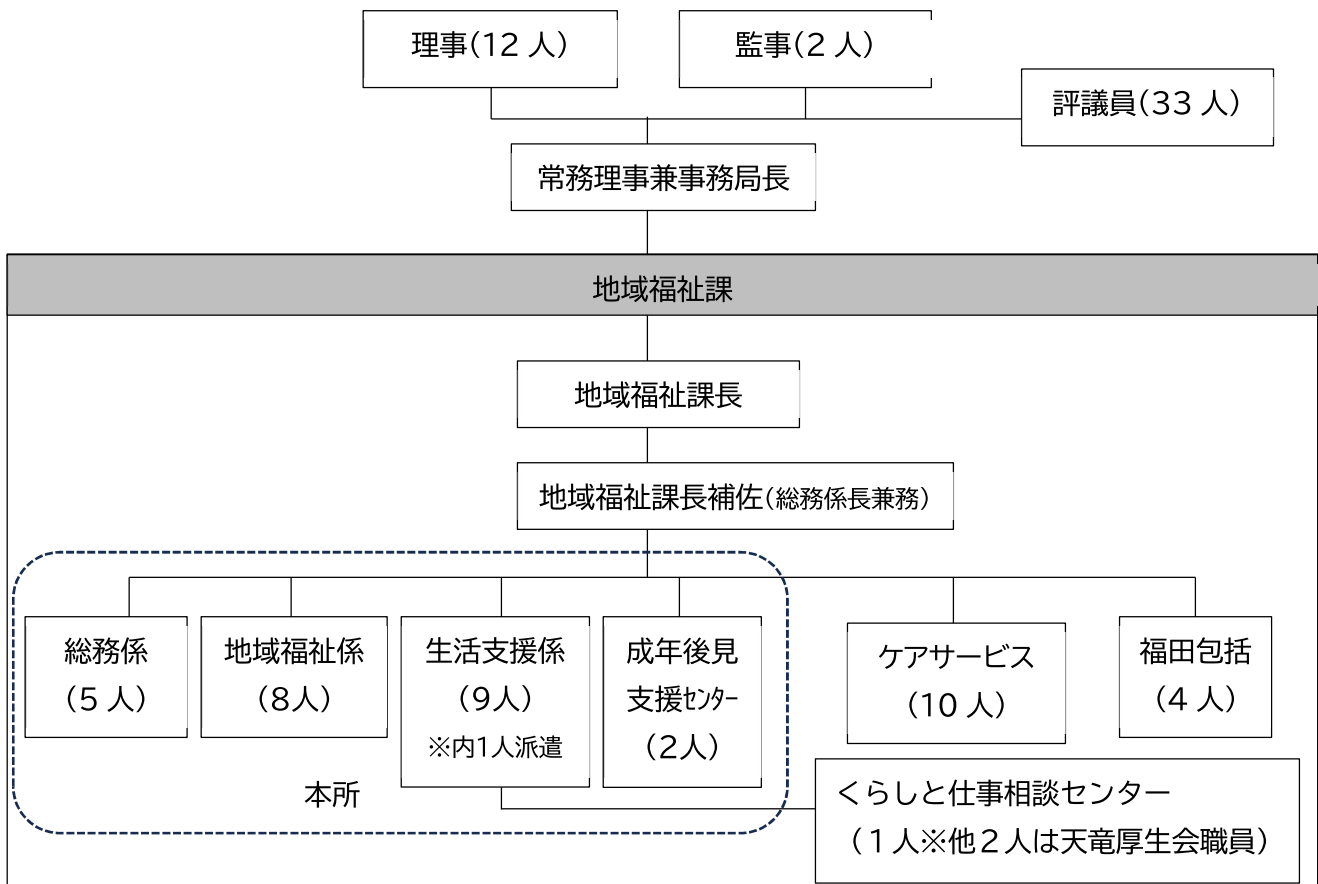 理事(12 人)
監事(2 人)
評議員(33 人)
常務理事兼事務局長
地域福祉課
地域福祉課長
地域福祉課長補佐(総務係長兼務)
総務係
(5 人)
地域福祉係
(8人)
生活支援係
(9人)
※内1人派遣
成年後見
支援ｾﾝﾀｰ
(2人)
ケアサービス
(10 人)
福田包括
(4 人)
本所
くらしと仕事相談センター
(１人※他２人は天竜厚生会職員)